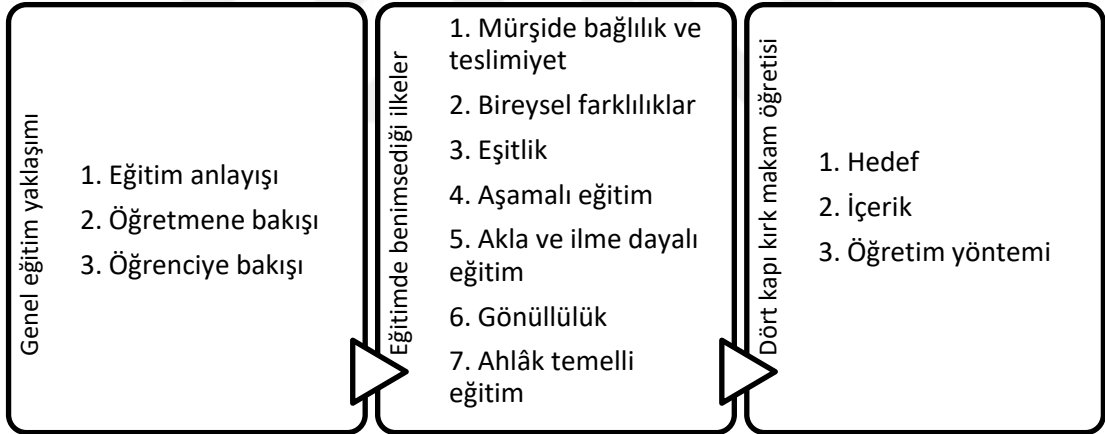 Genel eğitim yaklaşımı
1. Eğitim anlayışı
2. Öğretmene bakışı
3. Öğrenciye bakışı
Eğitimde benimsediği ilkeler
1. Mürşide bağlılık ve
teslimiyet
2. Bireysel farklılıklar
3. Eşitlik
4. Aşamalı eğitim
5. Akla ve ilme dayalı
eğitim
6. Gönüllülük
7. Ahlâk temelli
eğitim
Dört kapı kırk makam öğretisi
1. Hedef
2. İçerik
3. Öğretim yöntemi